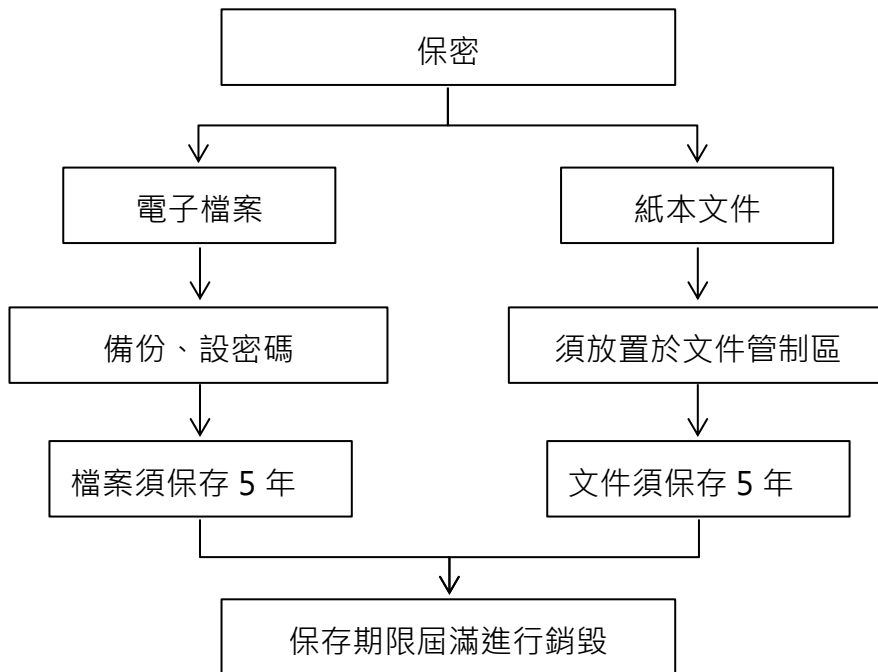 保密
電子檔案
紙本文件
備份、設密碼
須放置於文件管制區
檔案須保存 5 年
文件須保存 5 年
保存期限屆滿進行銷毀